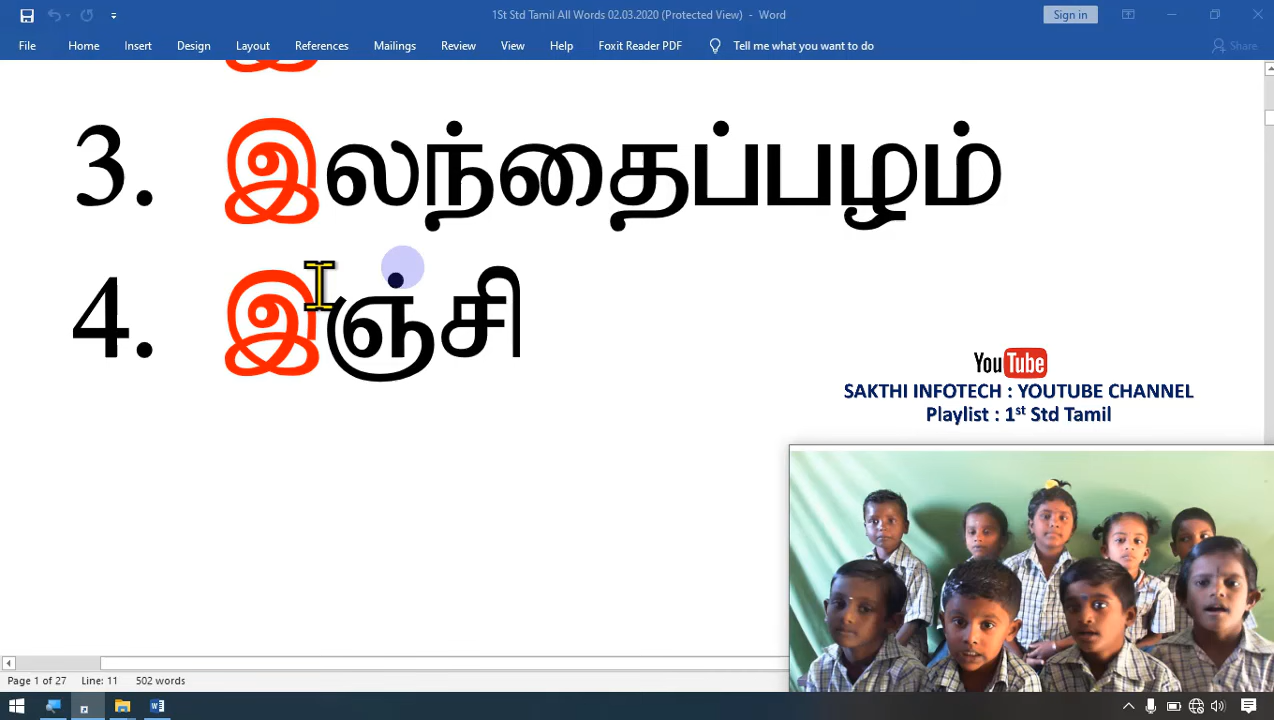 1St Std Tamil All Words 02.03.2020 (Protected View) - Word
Sign in
File Home Insert Design Layout References Mailings Review View Help Foxit Reader PDF Tell me what you want to do Share
3. இலந்தைப்பழம்
4. இஞ்சி
YouTube
SAKTHI INFOTECH : YOUTUBE CHANNEL
Playlist : 1st Std Tamil
Page 1 of 27 Line: 11 502 words